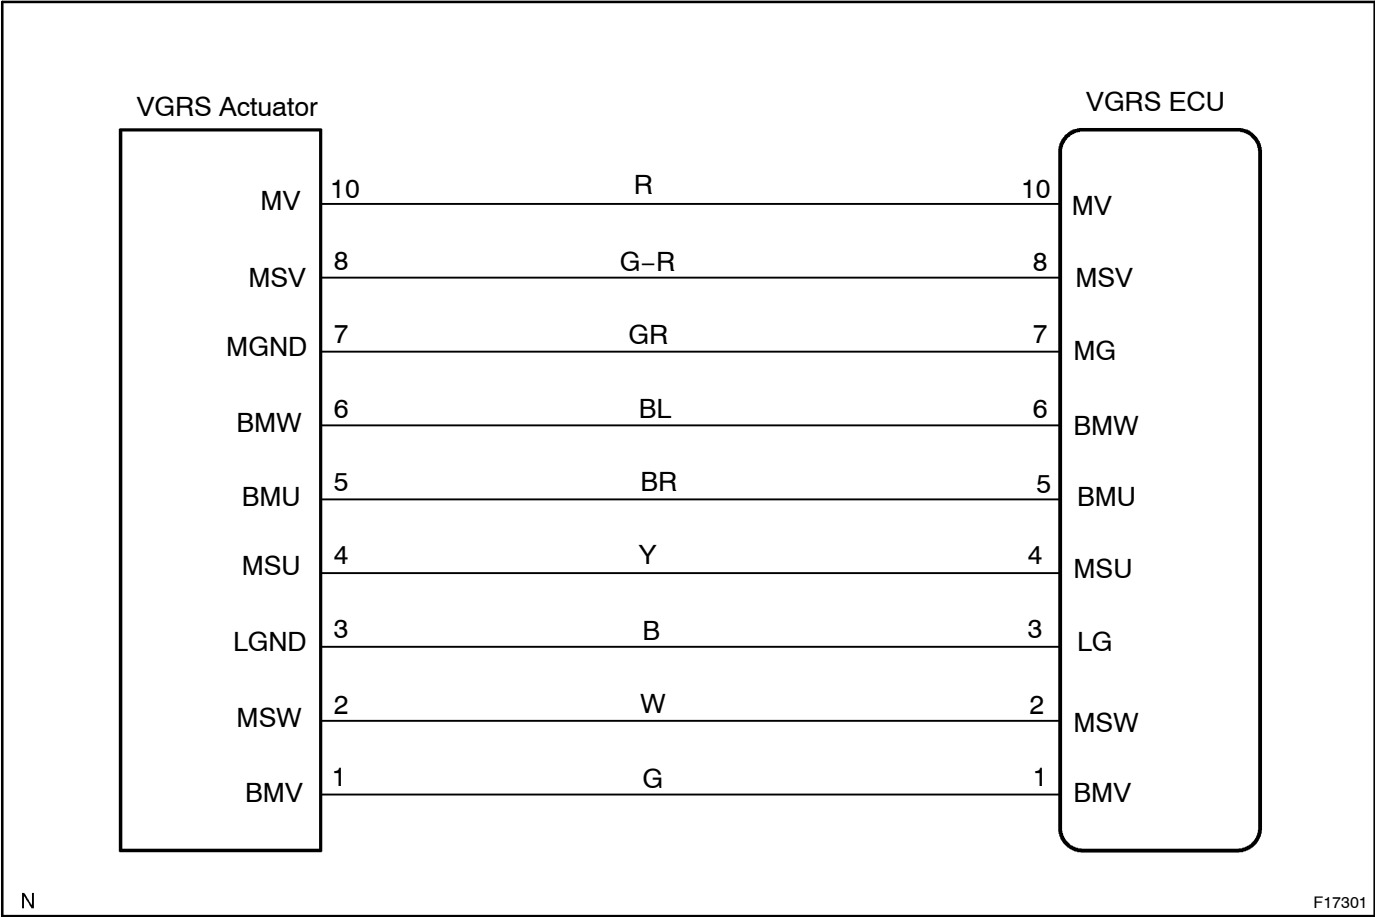 VGRS Actuator VGRS ECU
MV 10 R 10 MV
MSV 8 G−R 8 MSV
MGND 7 GR 7 MG
BMW 6 BL 6 BMW
BMU 5 BR 5 BMU
MSU 4 Y 4 MSU
LGND 3 B 3 LG
MSW 2 W 2 MSW
BMV 1 G 1 BMV
N F17301